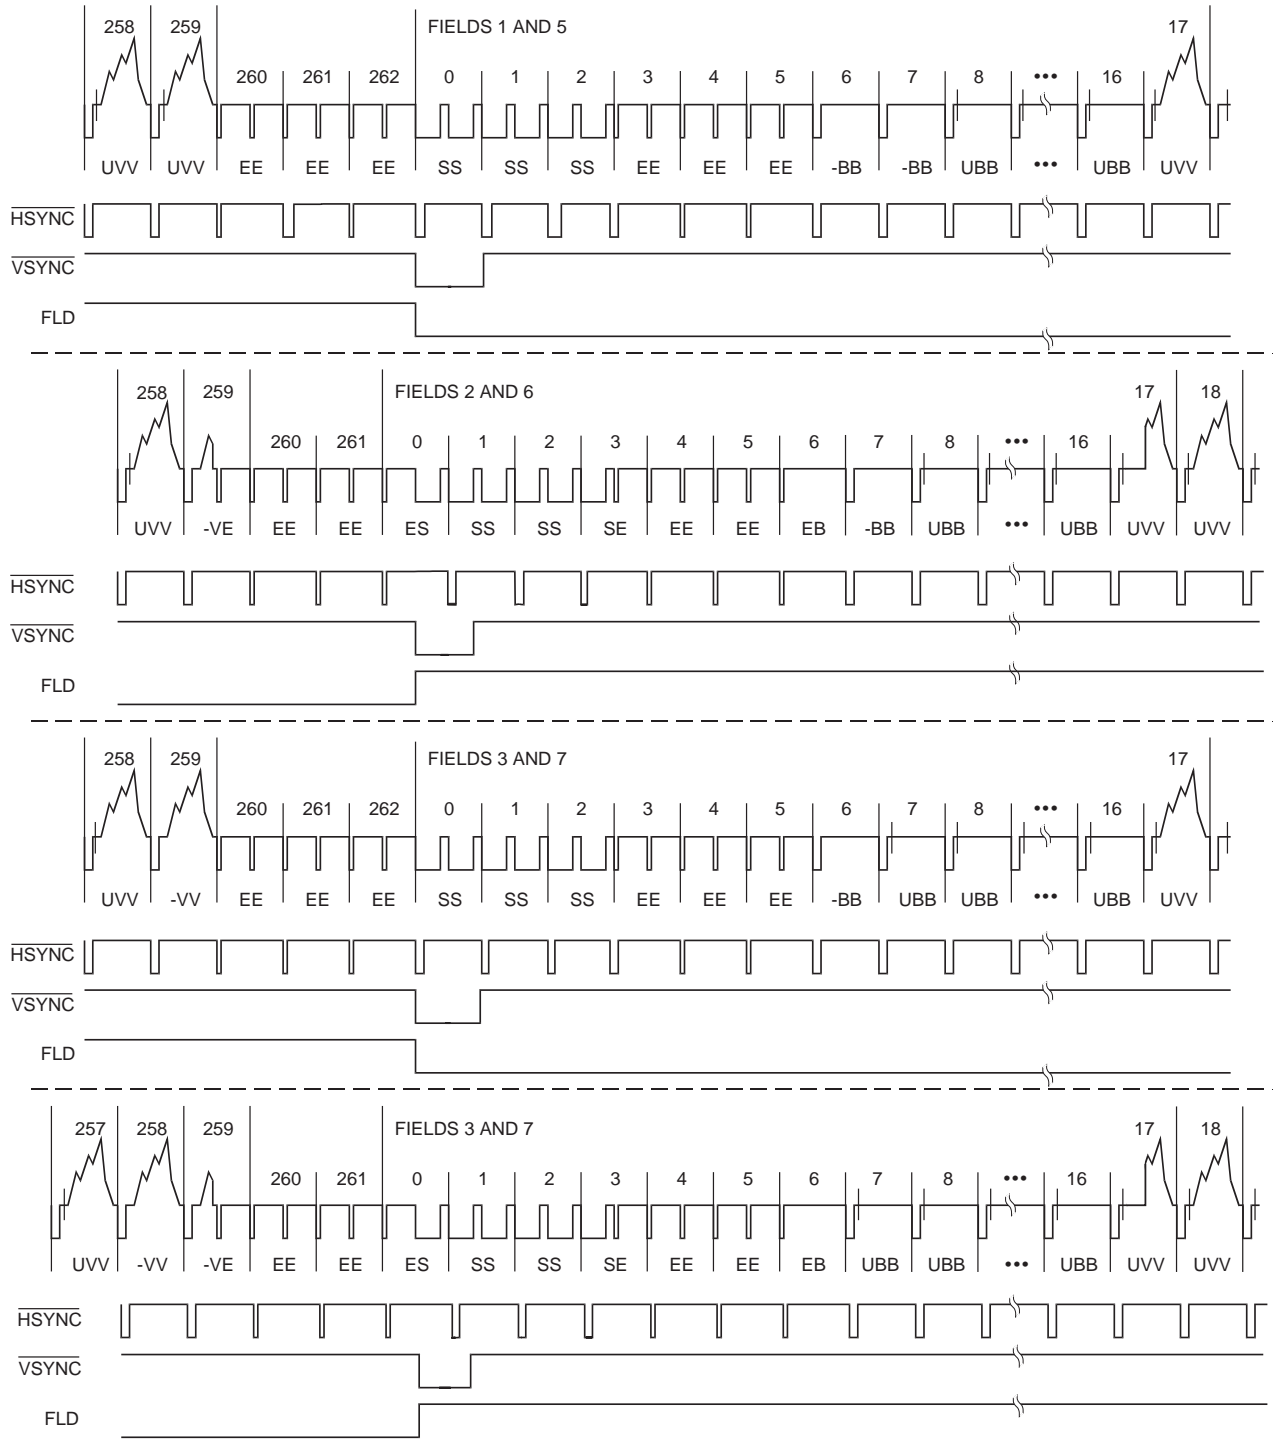 258 259 FIELDS 1 AND 5 17
260 261 262 0 1 2 3 4 5 6 7 8 ••• 16
UVV UVV EE EE EE SS SS SS EE EE EE -BB -BB UBB ••• UBB UVV
HSYNC
VSYNC
FLD
258 259 FIELDS 2 AND 6 17 18
260 261 0 1 2 3 4 5 6 7 8 ••• 16
UVV -VE EE EE ES SS SS SE EE EE EB -BB UBB ••• UBB UVV UVV
HSYNC
VSYNC
FLD
258 259 FIELDS 3 AND 7 17
260 261 262 0 1 2 3 4 5 6 7 8 ••• 16
UVV -VV EE EE EE SS SS SS EE EE EE -BB UBB UBB ••• UBB UVV
HSYNC
VSYNC
FLD
257 258 259 FIELDS 3 AND 7 17 18
260 261 0 1 2 3 4 5 6 7 8 ••• 16
UVV -VV -VE EE EE ES SS SS SE EE EE EB UBB UBB ••• UBB UVV UVV
HSYNC
VSYNC
FLD